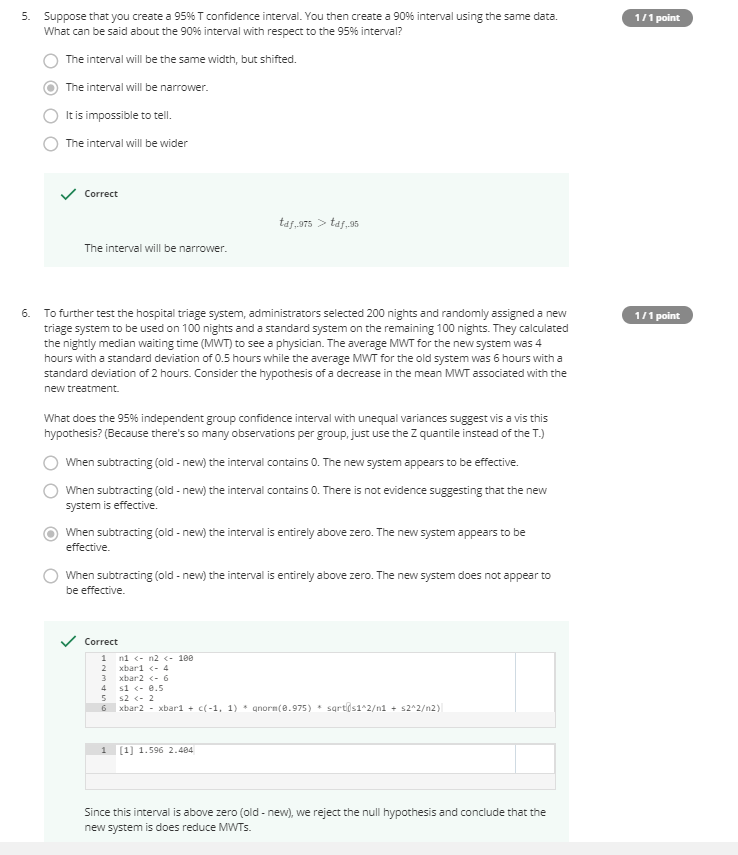 5. Suppose that you create a 95% T confidence interval. You then create a 90% interval using the same data.
What can be said about the 90% interval with respect to the 95% interval?
1 / 1 point
The interval will be the same width, but shifted.
The interval will be narrower.
It is impossible to tell.
The interval will be wider
Correct
tdf,.975 > tdf,.95
The interval will be narrower.
6. To further test the hospital triage system, administrators selected 200 nights and randomly assigned a new
1 / 1 point
triage system to be used on 100 nights and a standard system on the remaining 100 nights. They calculated
the nightly median waiting time (MWT) to see a physician. The average MWT for the new system was 4
hours with a standard deviation of 0.5 hours while the average MWT for the old system was 6 hours with a
standard deviation of 2 hours. Consider the hypothesis of a decrease in the mean MWT associated with the
new treatment.
What does the 95% independent group confidence interval with unequal variances suggest vis a vis this
hypothesis? (Because there's so many observations per group, just use the Z quantile instead of the T.)
When subtracting (old - new) the interval contains 0. The new system appears to be effective.
When subtracting (old - new) the interval contains 0. There is not evidence suggesting that the new
system is effective.
When subtracting (old - new) the interval is entirely above zero. The new system appears to be
effective.
When subtracting (old - new) the interval is entirely above zero. The new system does not appear to
be effective.
Correct
1 n1 <- n2 <- 100
2 xbar1 <- 4
3 xbar2 <- 6
4 s1 <- 0.5
5 s2 <- 2
6 xbar2 - xbar1 + c(-1, 1) * qnorm(0.975) * sqrt(s1^2/n1 + s2^2/n2)
1 [1] 1.596 2.404
Since this interval is above zero (old - new), we reject the null hypothesis and conclude that the
new system is does reduce MWTs.